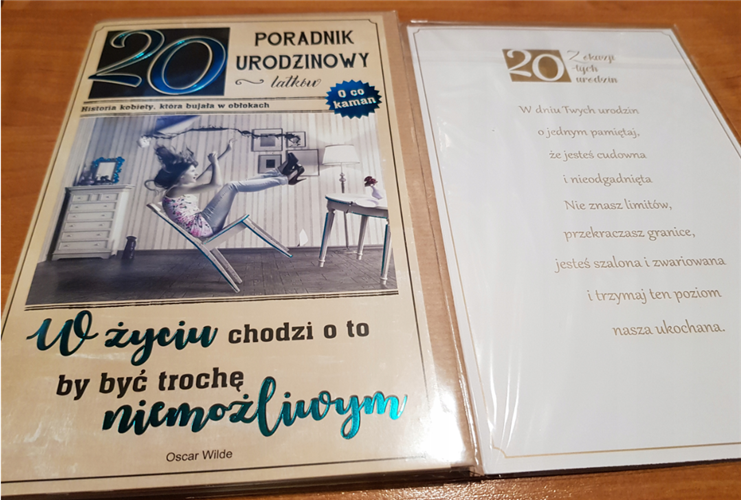 20
PORADNIK
URODZINOWY
latków
Historia kobiety, która bujała w obłokach
O co
kaman
W życiu chodzi o to
by być trochę
niemożliwym
Oscar Wilde
20 Z okazji
-tych
urodzin
W dniu Twych urodzin
o jednym pamiętaj,
że jesteś cudowna
i nieodgadnięta
Nie znasz limitów,
przekraczasz granice,
jesteś szalona i zwariowana
i trzymaj ten poziom
nasza ukochana.